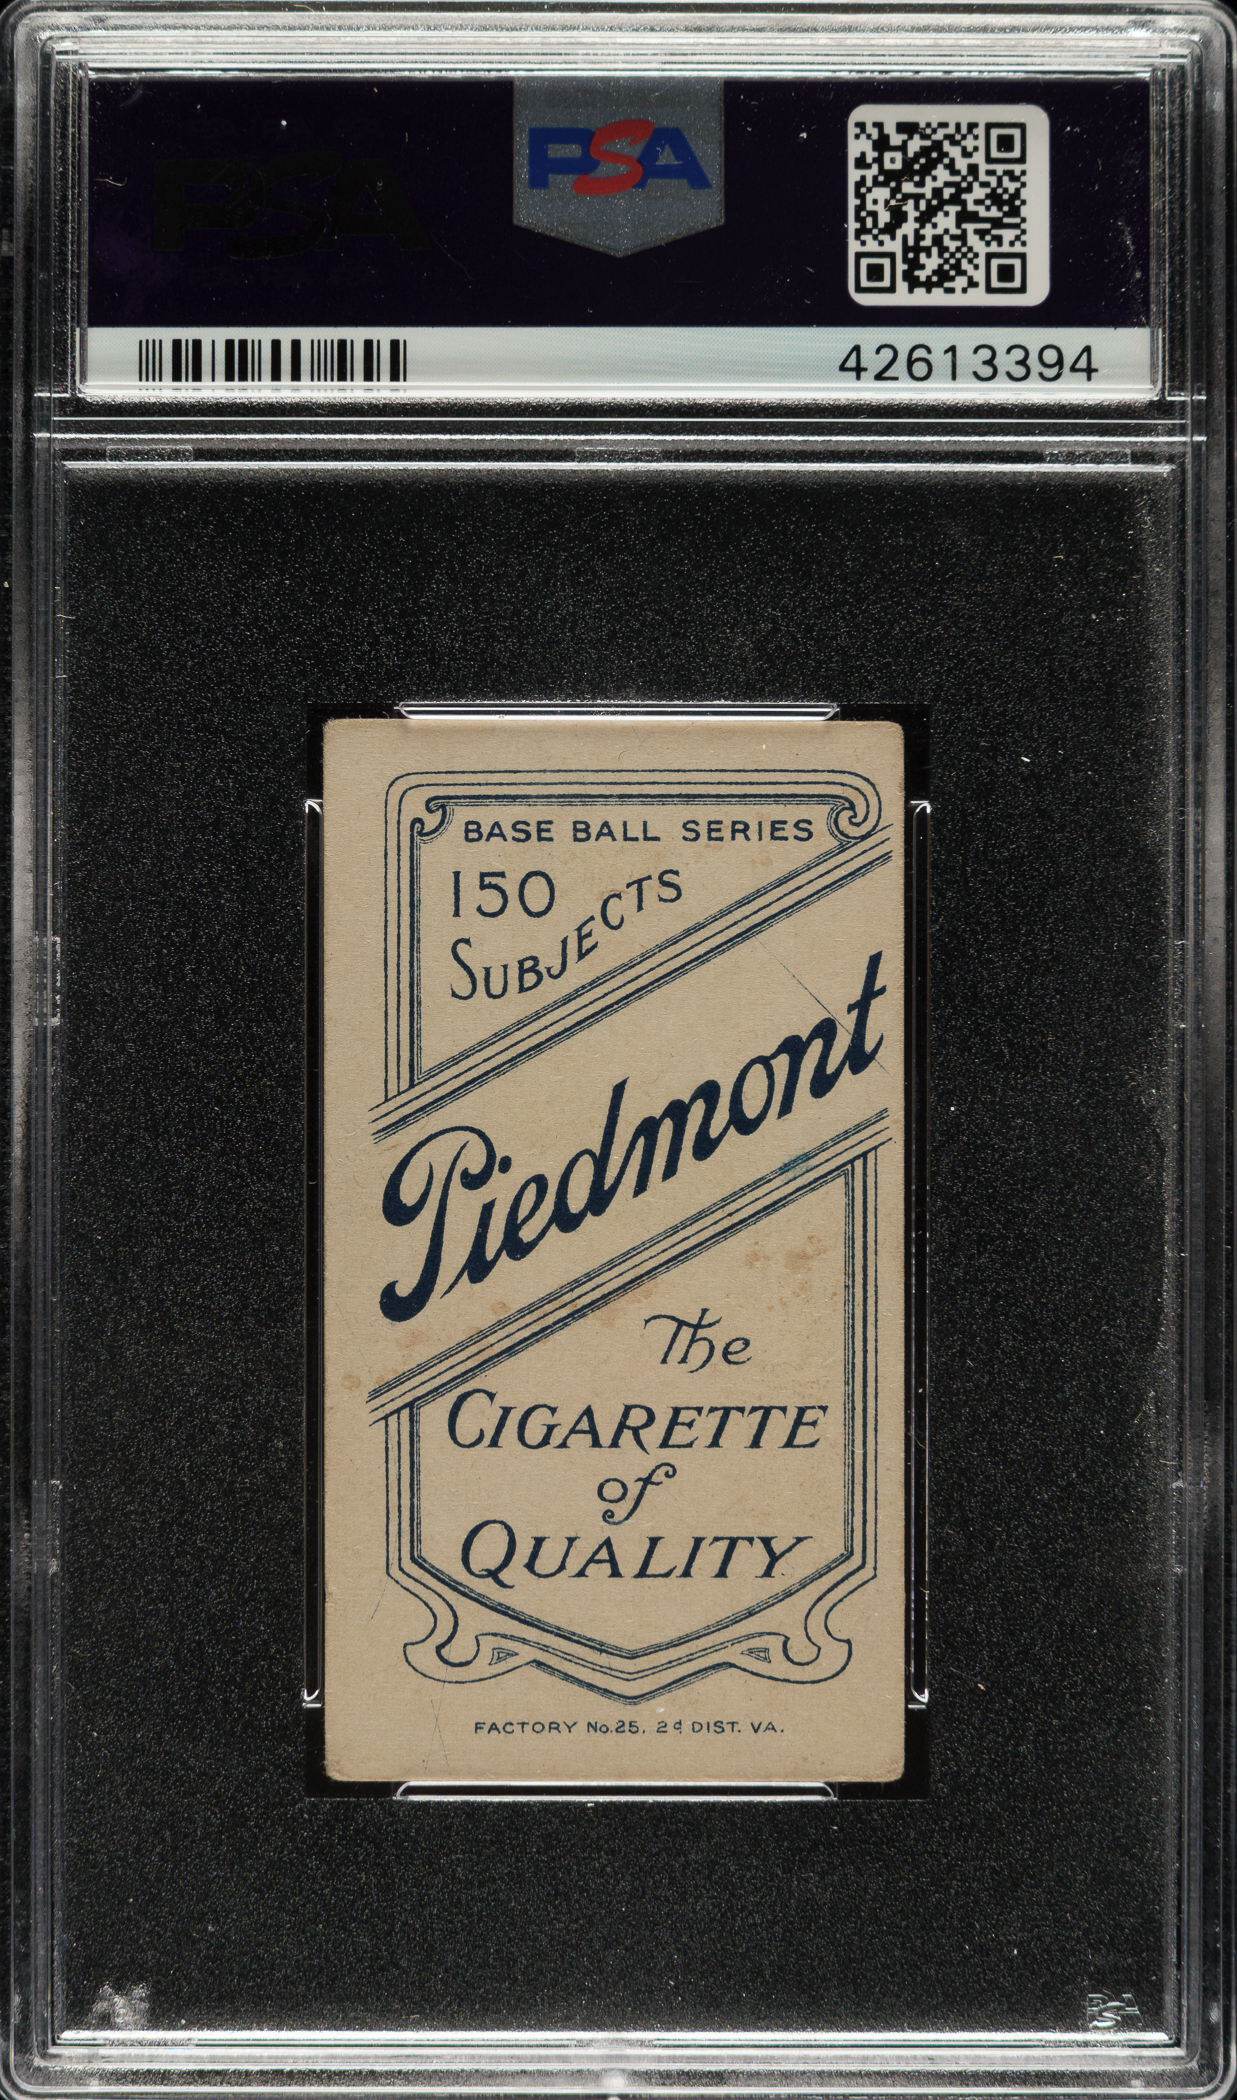 PSA
PSA
42613394
BASE BALL SERIES
150
SUBJECTS
Piedmont
The
CIGARETTE
of
QUALITY
FACTORY No.25, 2d DIST. VA.
PSA